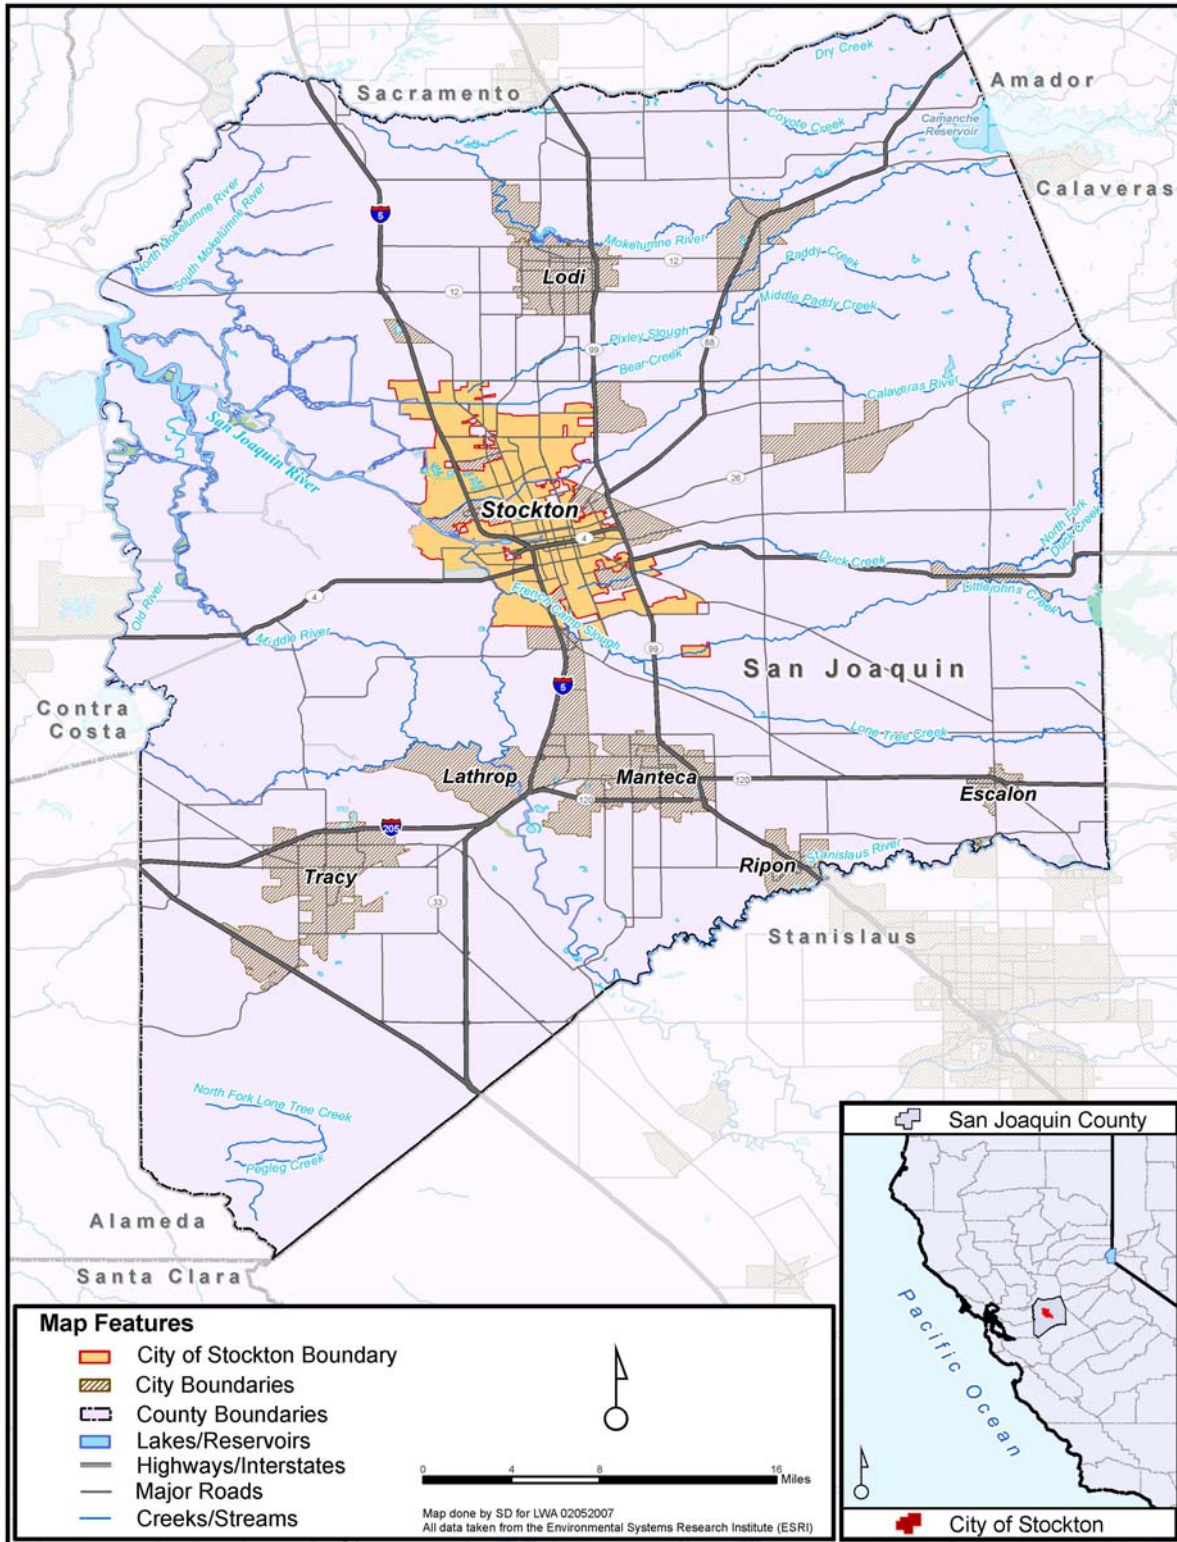 Dry Creek
Amador
Sacramento
Coyote Creek
Camanche
Reservoir
Calaveras
North Mokelumne River
South Mokelumne River
5
Mokelumne River
12
Lodi
Paddy Creek
12
Middle Paddy Creek
Pixley Slough
99
88
Bear Creek
Calaveras River
San Joaquin River
26
Stockton
4
North Fork
Duck Creek
Duck Creek
Littlejohns Creek
Old River
4
French Camp Slough
Middle River
99
San Joaquin
5
Contra
Costa
Lone Tree Creek
Lathrop
Manteca
120
120
Escalon
205
Stanislaus River
Ripon
Tracy
33
Stanislaus
North Fork Lone Tree Creek
Pegleg Creek
Alameda
Santa Clara
San Joaquin County
Pacific Ocean
City of Stockton
Map Features
City of Stockton Boundary
City Boundaries
County Boundaries
Lakes/Reservoirs
Highways/Interstates
Major Roads
Creeks/Streams
0 4 8 16 Miles
Map done by SD for LWA 02052007
All data taken from the Environmental Systems Research Institute (ESRI)